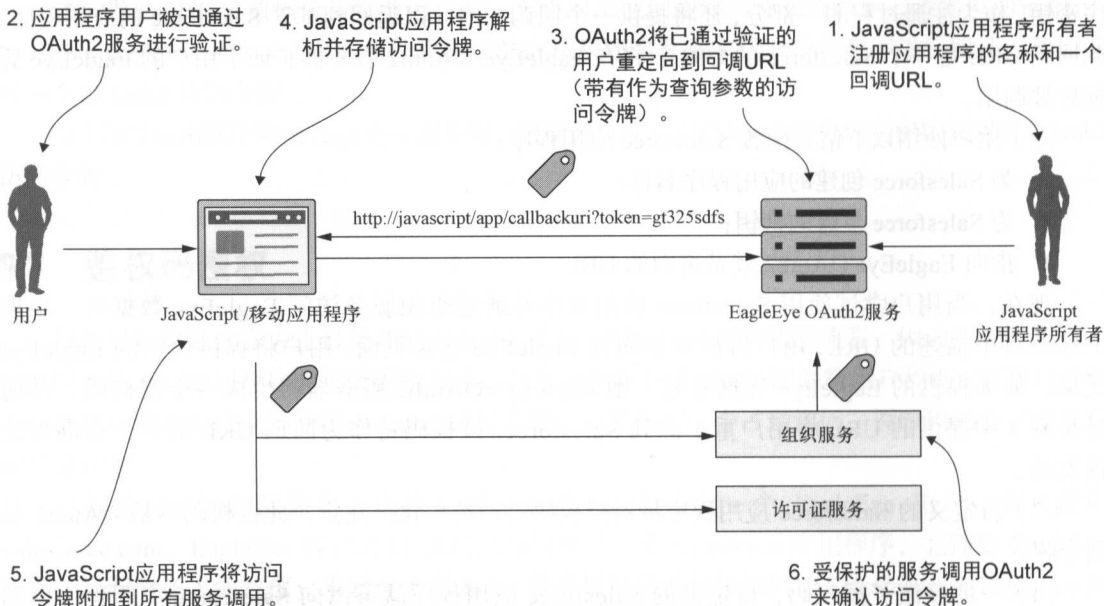 2. 应用程序用户被迫通过
OAuth2服务进行验证。
4. JavaScript应用程序解
析并存储访问令牌。
3. OAuth2将已通过验证的
用户重定向到回调URL
(带有作为查询参数的访
问令牌)。
1. JavaScript应用程序所有者
注册应用程序的名称和一个
回调URL。
http://javascript/app/callbackuri?token=gt325sdfs
用户
JavaScript /移动应用程序
EagleEye OAuth2服务
JavaScript
应用程序所有者
组织服务
许可证服务
5. JavaScript应用程序将访问
令牌附加到所有服务调用。
6. 受保护的服务调用OAuth2
来确认访问令牌。